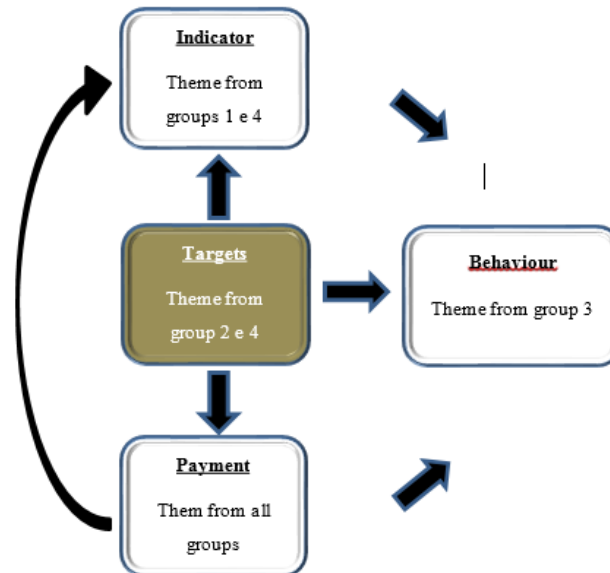 Indicator
Theme from
groups 1 e 4
Targets
Theme from
group 2 e 4
Behaviour
Theme from group 3
Payment
Them from all
groups